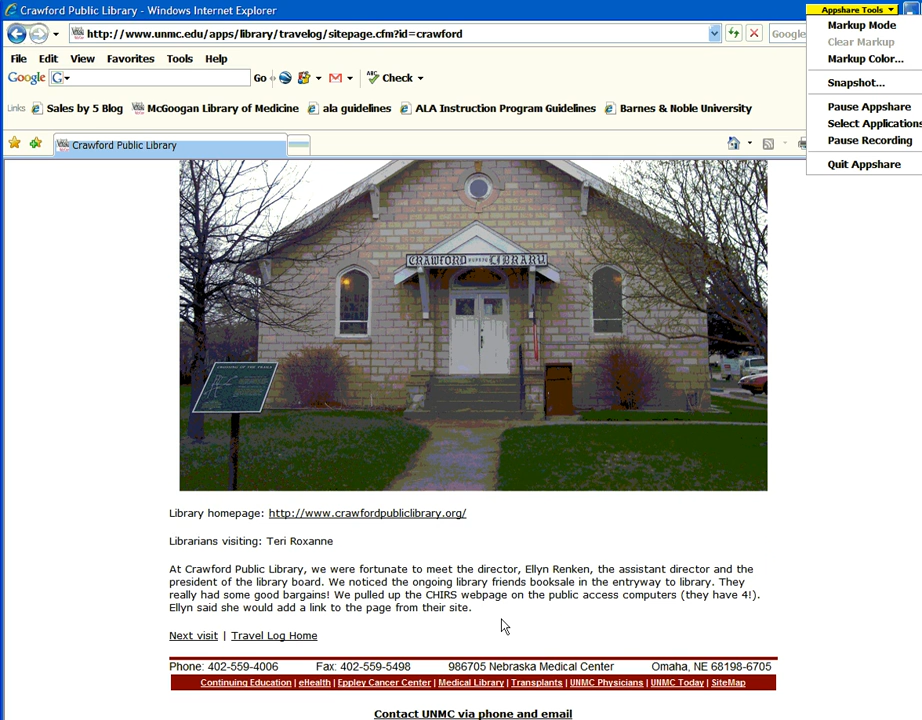 Crawford Public Library - Windows Internet Explorer
Appshare Tools
http://www.unmc.edu/apps/library/travelog/sitepage.cfm?id=crawford
Google
Markup Mode
Clear Markup
Markup Color...
Snapshot...
Pause Appshare
Select Applications
Pause Recording
Quit Appshare
File Edit View Favorites Tools Help
Google G Go Check
Links Sales by 5 Blog McGoogan Library of Medicine ala guidelines ALA Instruction Program Guidelines Barnes & Noble University
Crawford Public Library
CRAWFORD PUBLIC LIBRARY
Library homepage: http://www.crawfordpubliclibrary.org/
Librarians visiting: Teri Roxanne
At Crawford Public Library, we were fortunate to meet the director, Ellyn Renken, the assistant director and the
president of the library board. We noticed the ongoing library friends booksale in the entryway to library. They
really had some good bargains! We pulled up the CHIRS webpage on the public access computers (they have 4!).
Ellyn said she would add a link to the page from their site.
Next visit | Travel Log Home
Phone: 402-559-4006 Fax: 402-559-5498 986705 Nebraska Medical Center Omaha, NE 68198-6705
Continuing Education | eHealth | Eppley Cancer Center | Medical Library | Transplants | UNMC Physicians | UNMC Today | SiteMap
Contact UNMC via phone and email